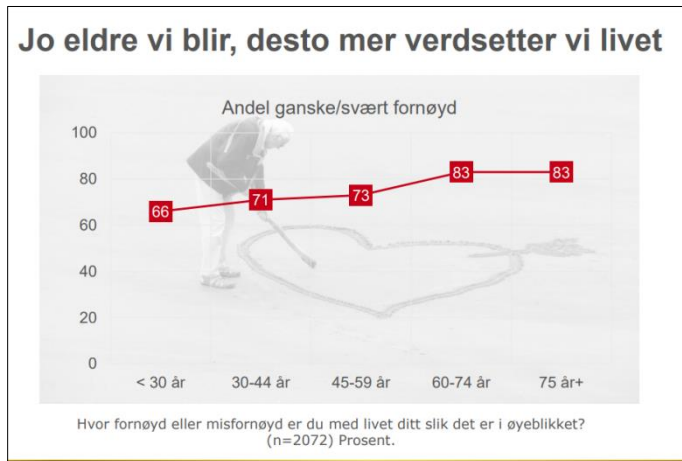 Jo eldre vi blir, desto mer verdsetter vi livet
Andel ganske/svært fornøyd
100
80
60
40
20
0
66
71
73
83
83
< 30 år
30-44 år
45-59 år
60-74 år
75 år+
Hvor fornøyd eller misfornøyd er du med livet ditt slik det er i øyeblikket?
(n=2072) Prosent.